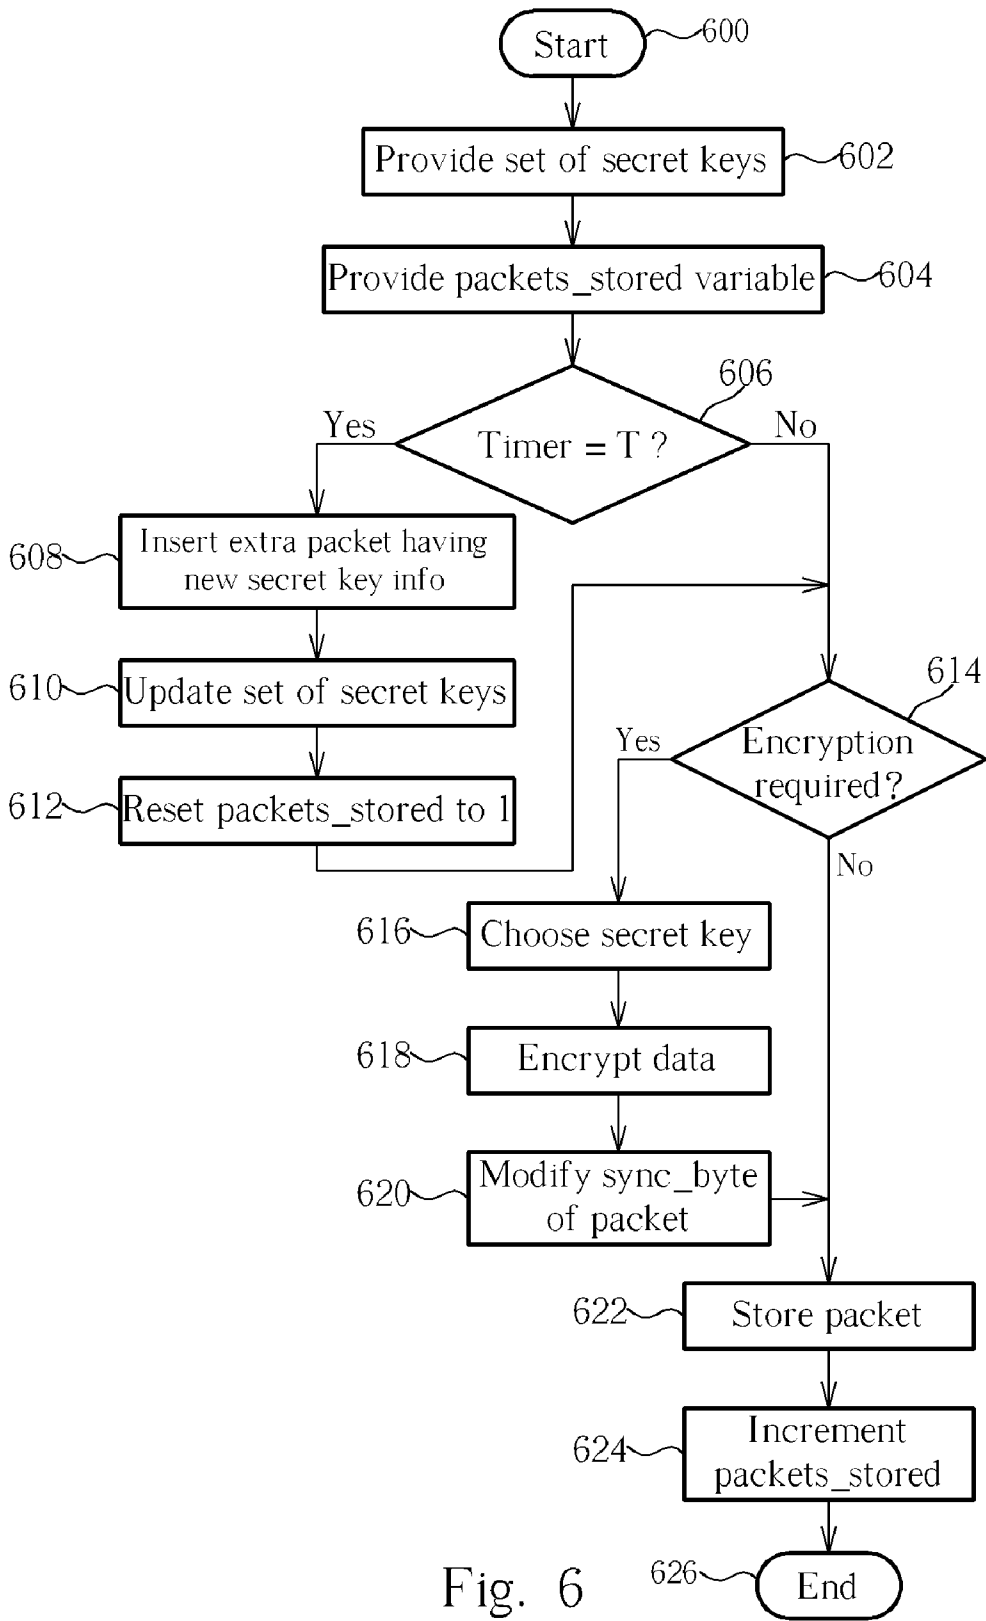 Start
600
Provide set of secret keys
602
Provide packets_stored variable
604
606
Yes
Timer = T ?
No
608
Insert extra packet having
new secret key info
610
Update set of secret keys
612
Reset packets_stored to 1
614
Yes
Encryption
required?
No
616
Choose secret key
618
Encrypt data
620
Modify sync_byte
of packet
622
Store packet
624
Increment
packets_stored
626
End
Fig. 6